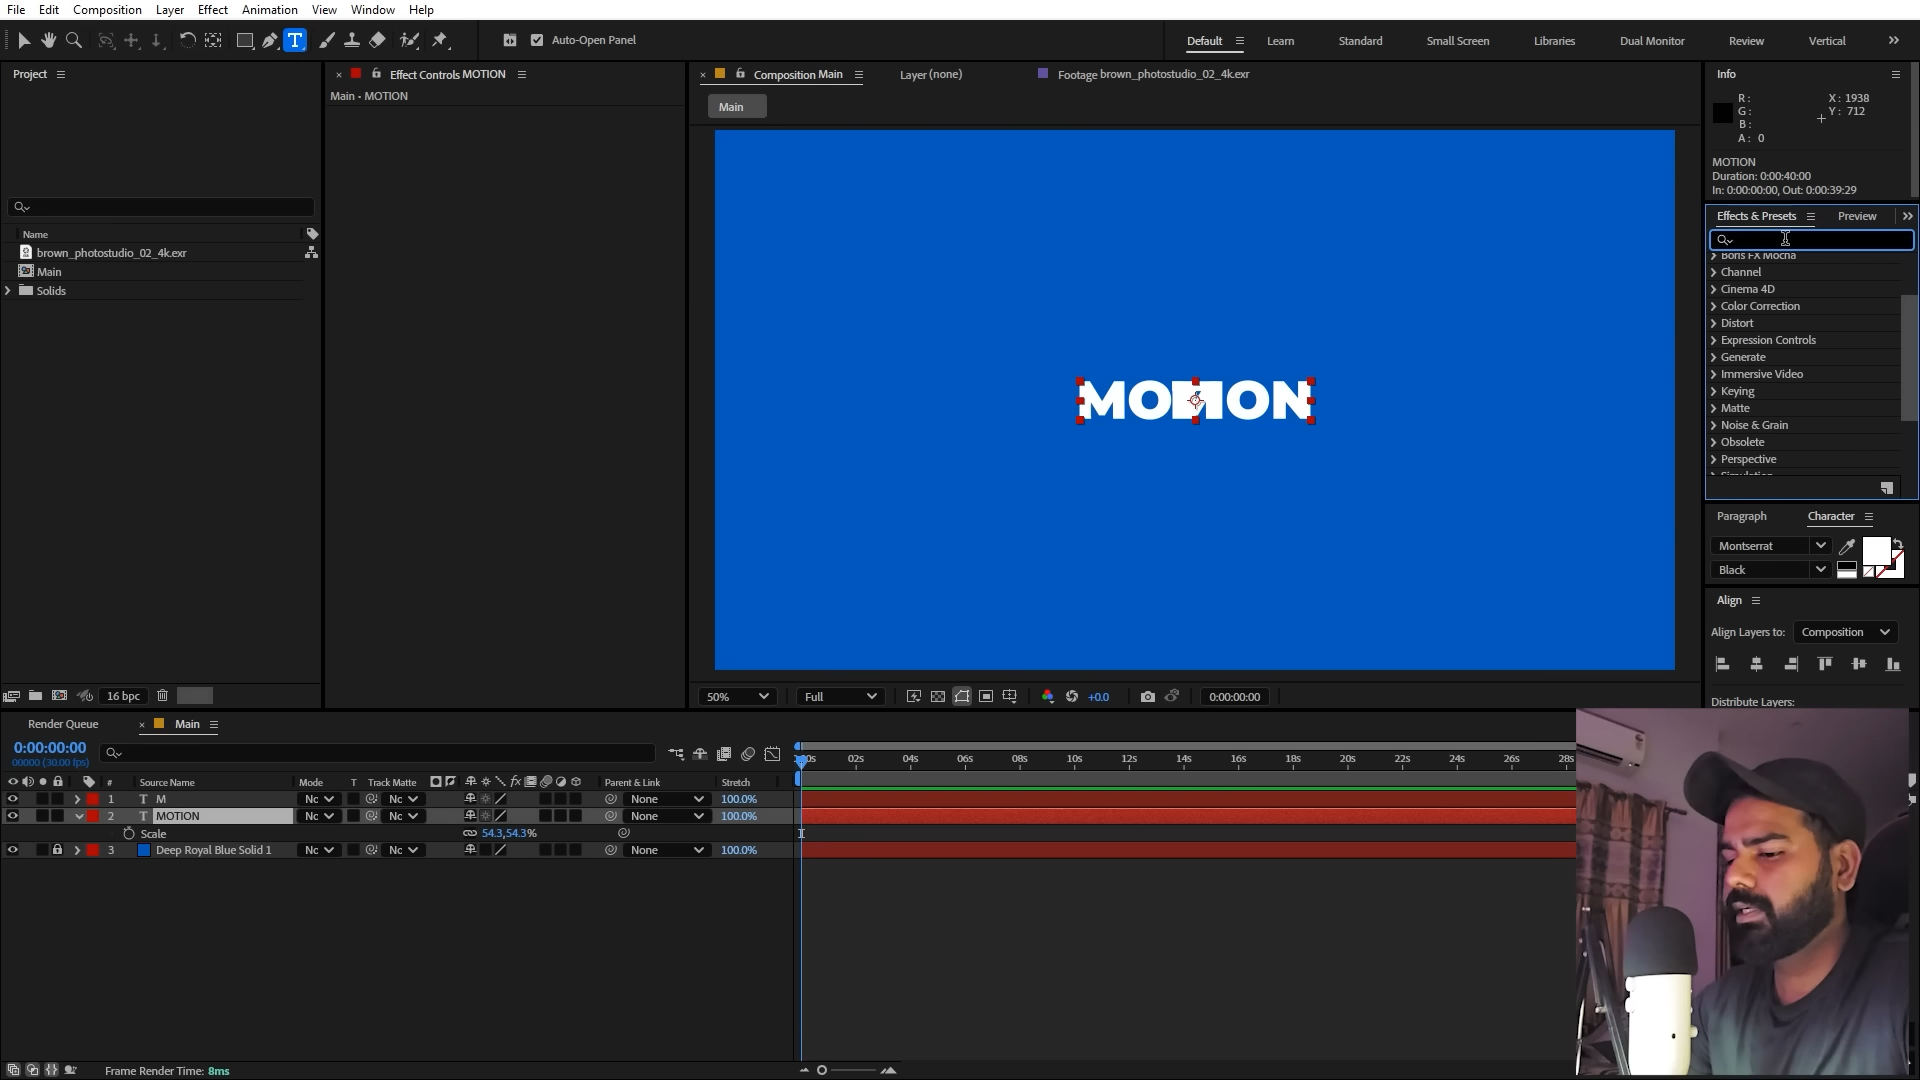 File Edit Composition Layer Effect Animation View Window Help
Auto-Open Panel
Default Learn Standard Small Screen Libraries Dual Monitor Review Vertical
Project
Effect Controls MOTION
Composition Main
Layer (none)
Footage brown_photostudio_02_4k.exr
Info
Main • MOTION
Main
R:
G:
B:
A: 0
X: 1938
Y: 712
MOTION
Duration: 0:00:40:00
In: 0:00:00:00, Out: 0:00:39:29
Effects & Presets Preview
Name
brown_photostudio_02_4k.exr
Main
Solids
Boris FX Mocha
Channel
Cinema 4D
Color Correction
Distort
Expression Controls
Generate
Immersive Video
Keying
Matte
Noise & Grain
Obsolete
Perspective
Simulation
MOTION
Paragraph Character
Montserrat
Black
Align
Align Layers to: Composition
Distribute Layers:
16 bpc
50% Full +0.0 0:00:00:00
Render Queue
Main
0:00:00:00
00000 (30.00 fps)
00s 02s 04s 06s 08s 10s 12s 14s 16s 18s 20s 22s 24s 26s 28s
# Source Name Mode T Track Matte fx Parent & Link Stretch
1 T M Nc Nc None 100.0%
2 T MOTION Nc Nc None 100.0%
Scale 54.3,54.3%
3 Deep Royal Blue Solid 1 Nc Nc None 100.0%
Frame Render Time: 8ms